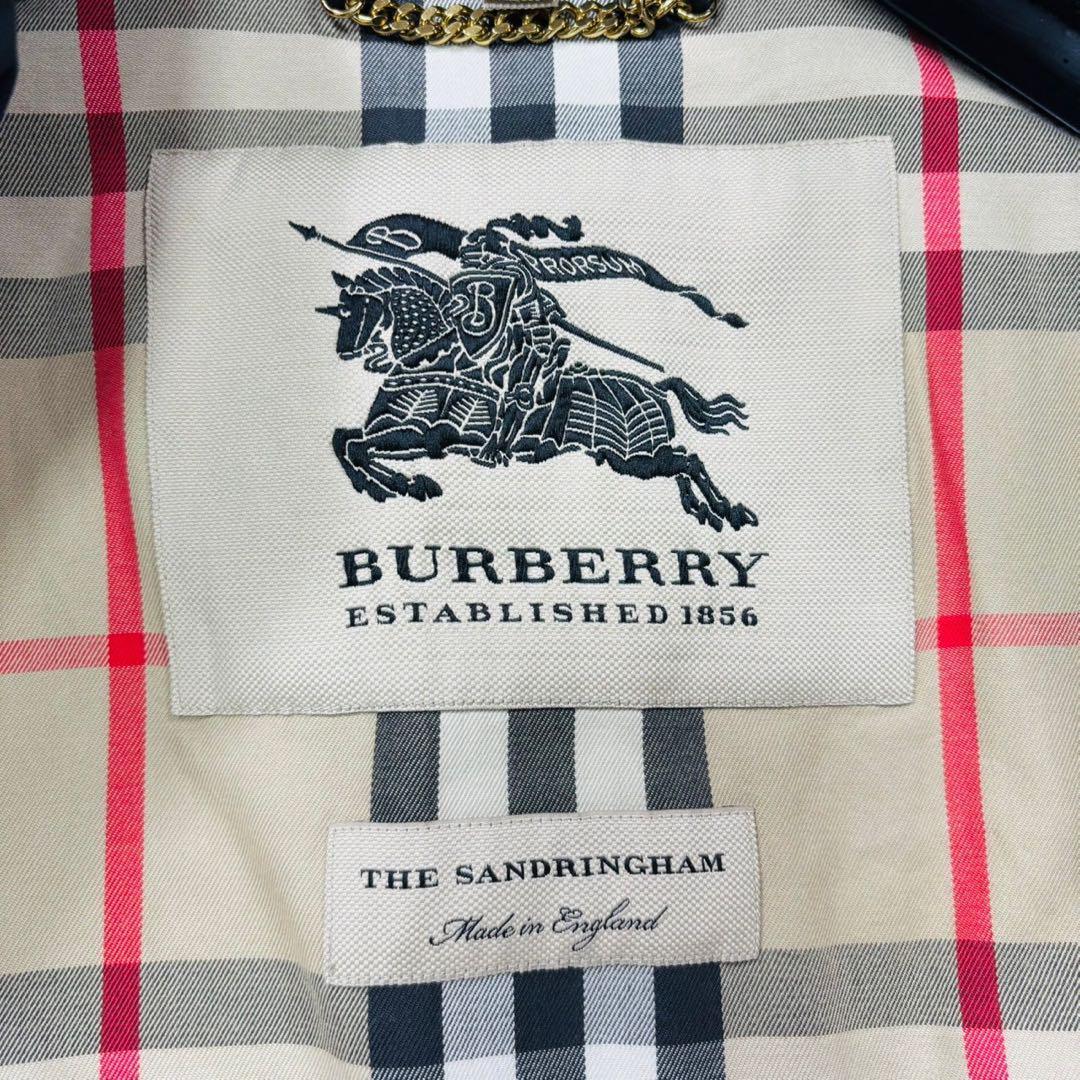 B
PRORSUM
B
BURBERRY
ESTABLISHED 1856
THE SANDRINGHAM
Made in England